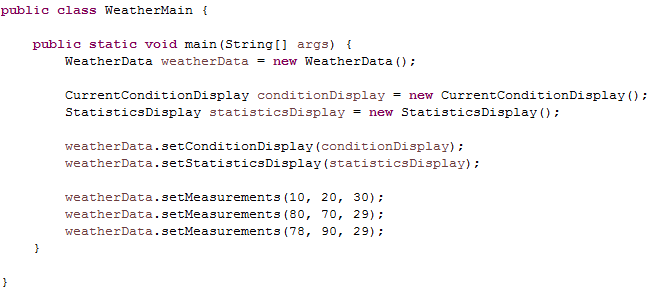 public class WeatherMain {
public static void main(String[] args) {
WeatherData weatherData = new WeatherData();
CurrentConditionDisplay conditionDisplay = new CurrentConditionDisplay();
StatisticsDisplay statisticsDisplay = new StatisticsDisplay();
weatherData.setConditionDisplay(conditionDisplay);
weatherData.setStatisticsDisplay(statisticsDisplay);
weatherData.setMeasurements(10, 20, 30);
weatherData.setMeasurements(80, 70, 29);
weatherData.setMeasurements(78, 90, 29);
}
}